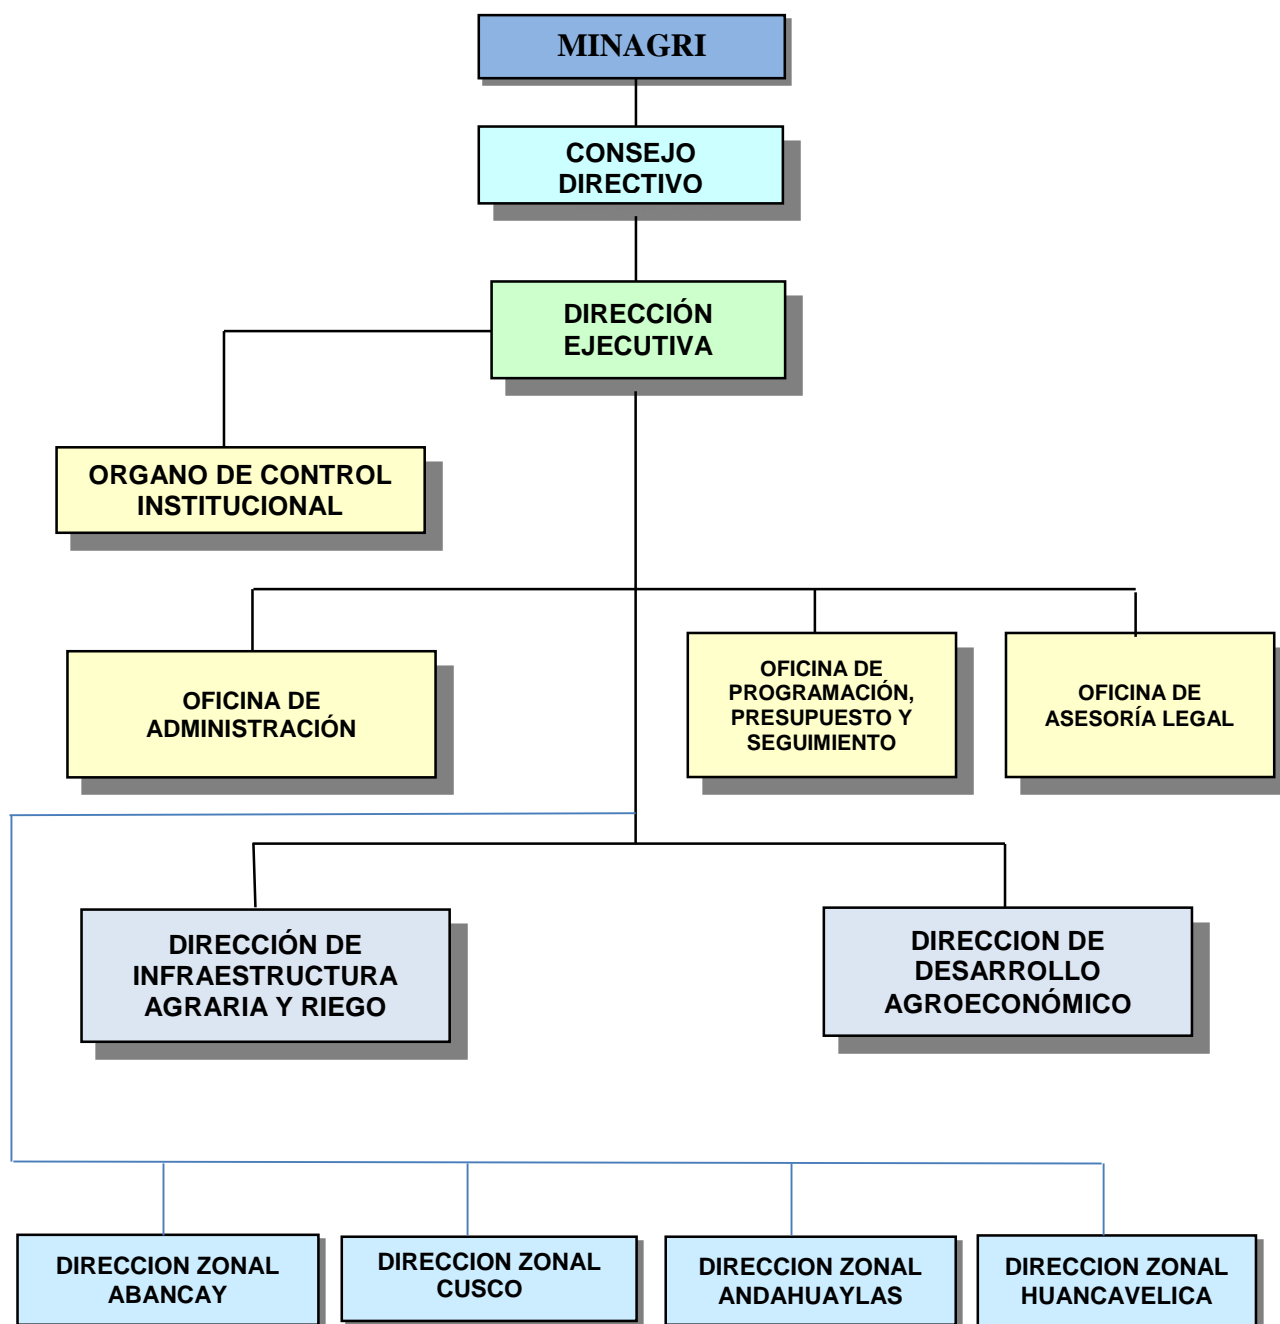 MINAGRI
CONSEJO
DIRECTIVO
DIRECCIÓN
EJECUTIVA
ORGANO DE CONTROL
INSTITUCIONAL
OFICINA DE
ADMINISTRACIÓN
OFICINA DE
PROGRAMACIÓN,
PRESUPUESTO Y
SEGUIMIENTO
OFICINA DE
ASESORÍA LEGAL
DIRECCIÓN DE
INFRAESTRUCTURA
AGRARIA Y RIEGO
DIRECCION DE
DESARROLLO
AGROECONÓMICO
DIRECCION ZONAL
ABANCAY
DIRECCION ZONAL
CUSCO
DIRECCION ZONAL
ANDAHUAYLAS
DIRECCION ZONAL
HUANCAVELICA